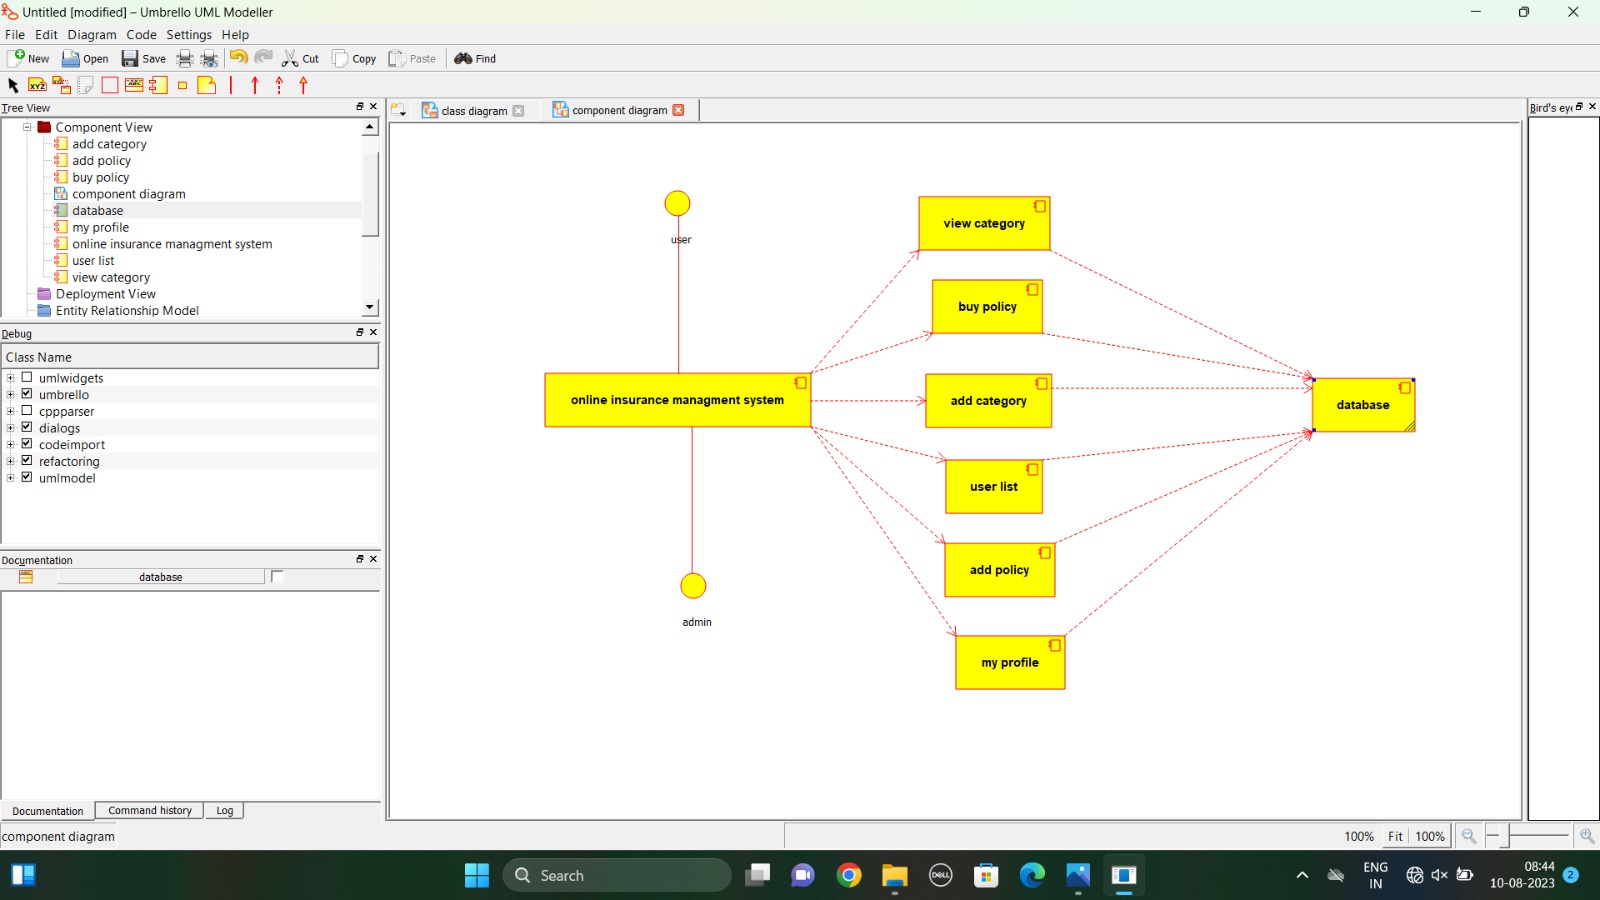 Untitled [modified] – Umbrello UML Modeller
File Edit Diagram Code Settings Help
New Open Save Cut Copy Paste Find
XYZ
Tree View
class diagram component diagram
Bird's eye
Component View
add category
add policy
buy policy
component diagram
database
my profile
online insurance managment system
user list
view category
Deployment View
Entity Relationship Model
Debug
Class Name
umlwidgets
umbrello
cppparser
dialogs
codeimport
refactoring
umlmodel
Documentation
database
Documentation Command history Log
user
admin
online insurance managment system
view category
buy policy
add category
user list
add policy
my profile
database
component diagram
100% Fit 100%
Search
DELL
ENG
IN
08:44
10-08-2023
2